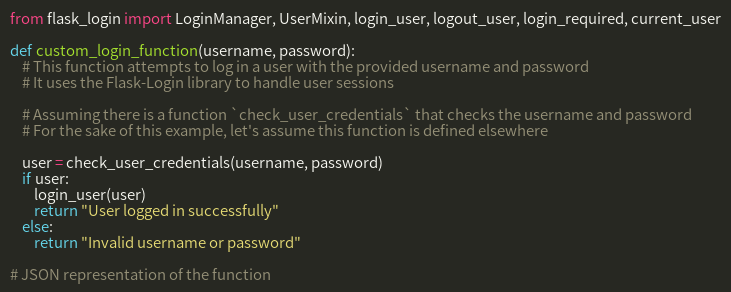 from flask_login import LoginManager, UserMixin, login_user, logout_user, login_required, current_user
def custom_login_function(username, password):
# This function attempts to log in a user with the provided username and password
# It uses the Flask-Login library to handle user sessions
# Assuming there is a function `check_user_credentials` that checks the username and password
# For the sake of this example, let's assume this function is defined elsewhere
user = check_user_credentials(username, password)
if user:
login_user(user)
return "User logged in successfully"
else:
return "Invalid username or password"
# JSON representation of the function